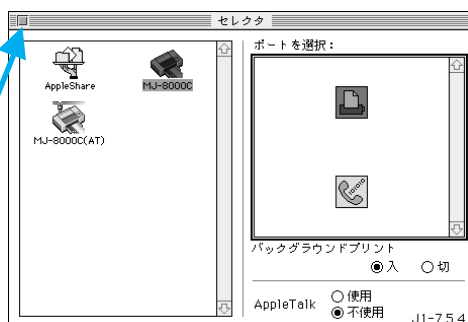 セレクタ
AppleShare
MJ-8000C
MJ-8000C(AT)
ポートを選択：
バックグラウンドプリント
入 切
AppleTalk
使用
不使用
J1-7.5.4